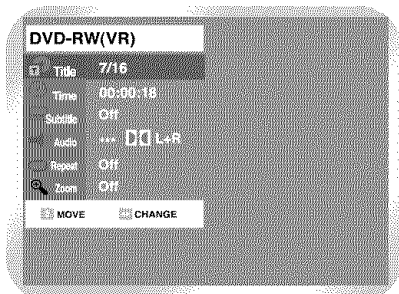 DVD-RW(VR)
Title 7/16
Time 00:00:18
Subtitle Off
Audio ••• DD L+R
Repeat Off
Zoom Off
MOVE CHANGE